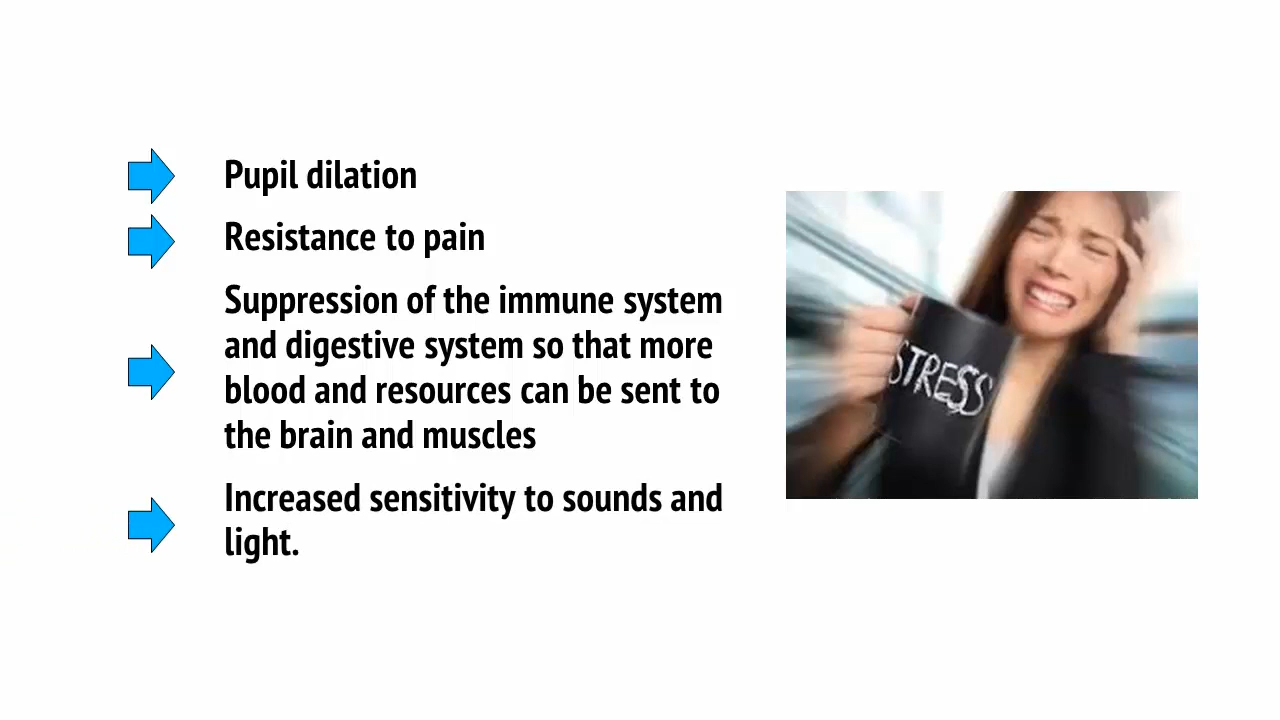 Pupil dilation
Resistance to pain
Suppression of the immune system
and digestive system so that more
blood and resources can be sent to
the brain and muscles
Increased sensitivity to sounds and
light.
STRESS